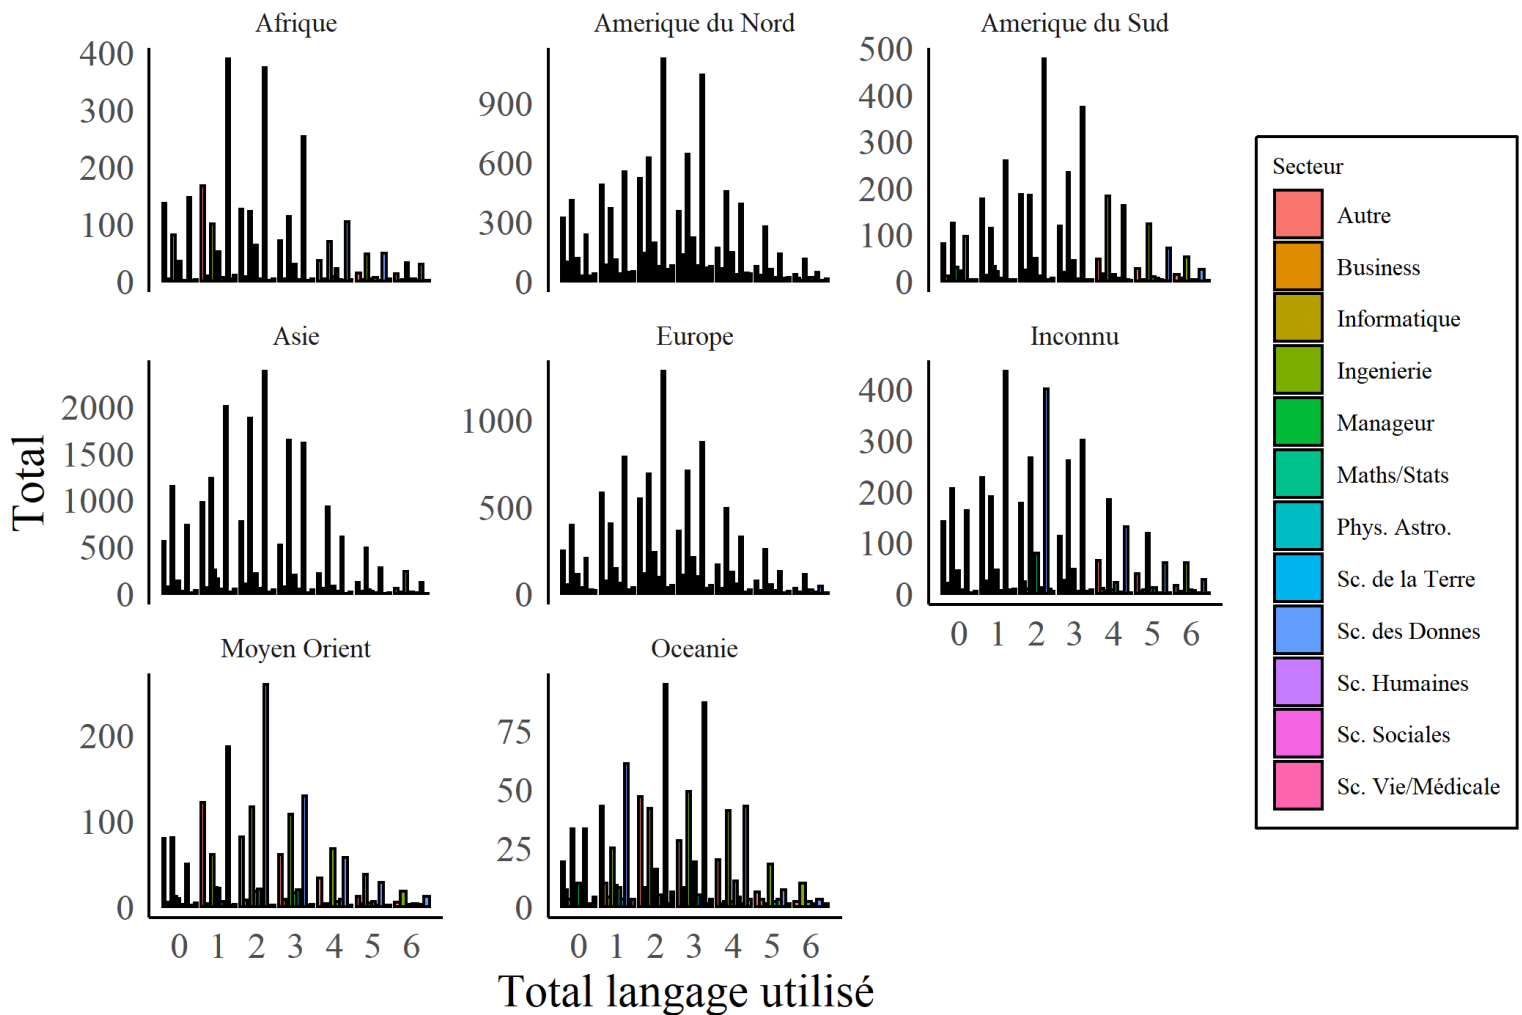 Afrique
Amerique du Nord
Amerique du Sud
400
300
200
100
0
900
600
300
0
500
400
300
200
100
0
Asie
Europe
Inconnu
2000
1500
1000
500
0
1000
500
0
400
300
200
100
0
0 1 2 3 4 5 6
Moyen Orient
Oceanie
200
100
0
75
50
25
0
0 1 2 3 4 5 6
0 1 2 3 4 5 6
Total
Total langage utilisé
Secteur
Autre
Business
Informatique
Ingenierie
Manageur
Maths/Stats
Phys. Astro.
Sc. de la Terre
Sc. des Donnes
Sc. Humaines
Sc. Sociales
Sc. Vie/Médicale